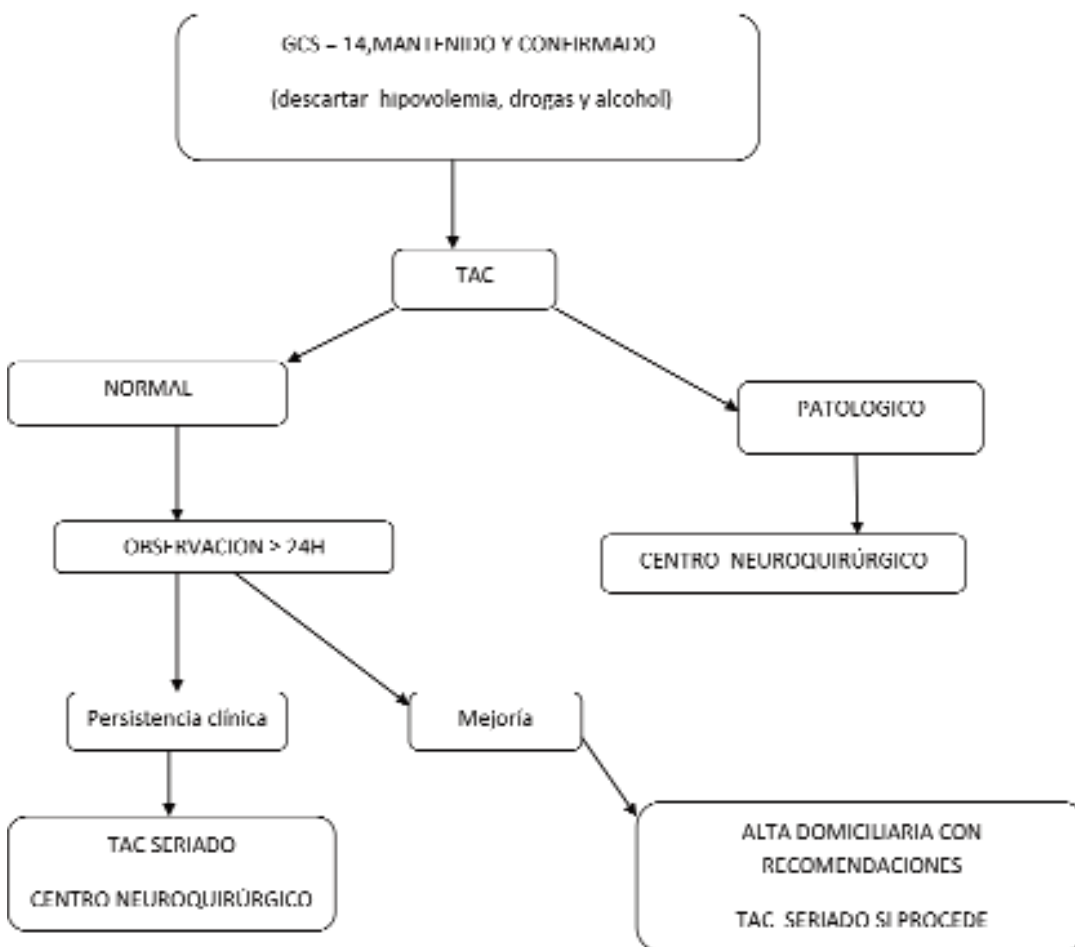 GCS – 14,MANTENIDO Y CONFIRMADO
(descartar hipovolemia, drogas y alcohol)
TAC
NORMAL
PATOLOGICO
OBSERVACION > 24H
CENTRO NEUROQUIRÚRGICO
Persistencia clínica
Mejoría
TAC SERIADO
CENTRO NEUROQUIRÚRGICO
ALTA DOMICILIARIA CON
RECOMENDACIONES
TAC SERIADO SI PROCEDE